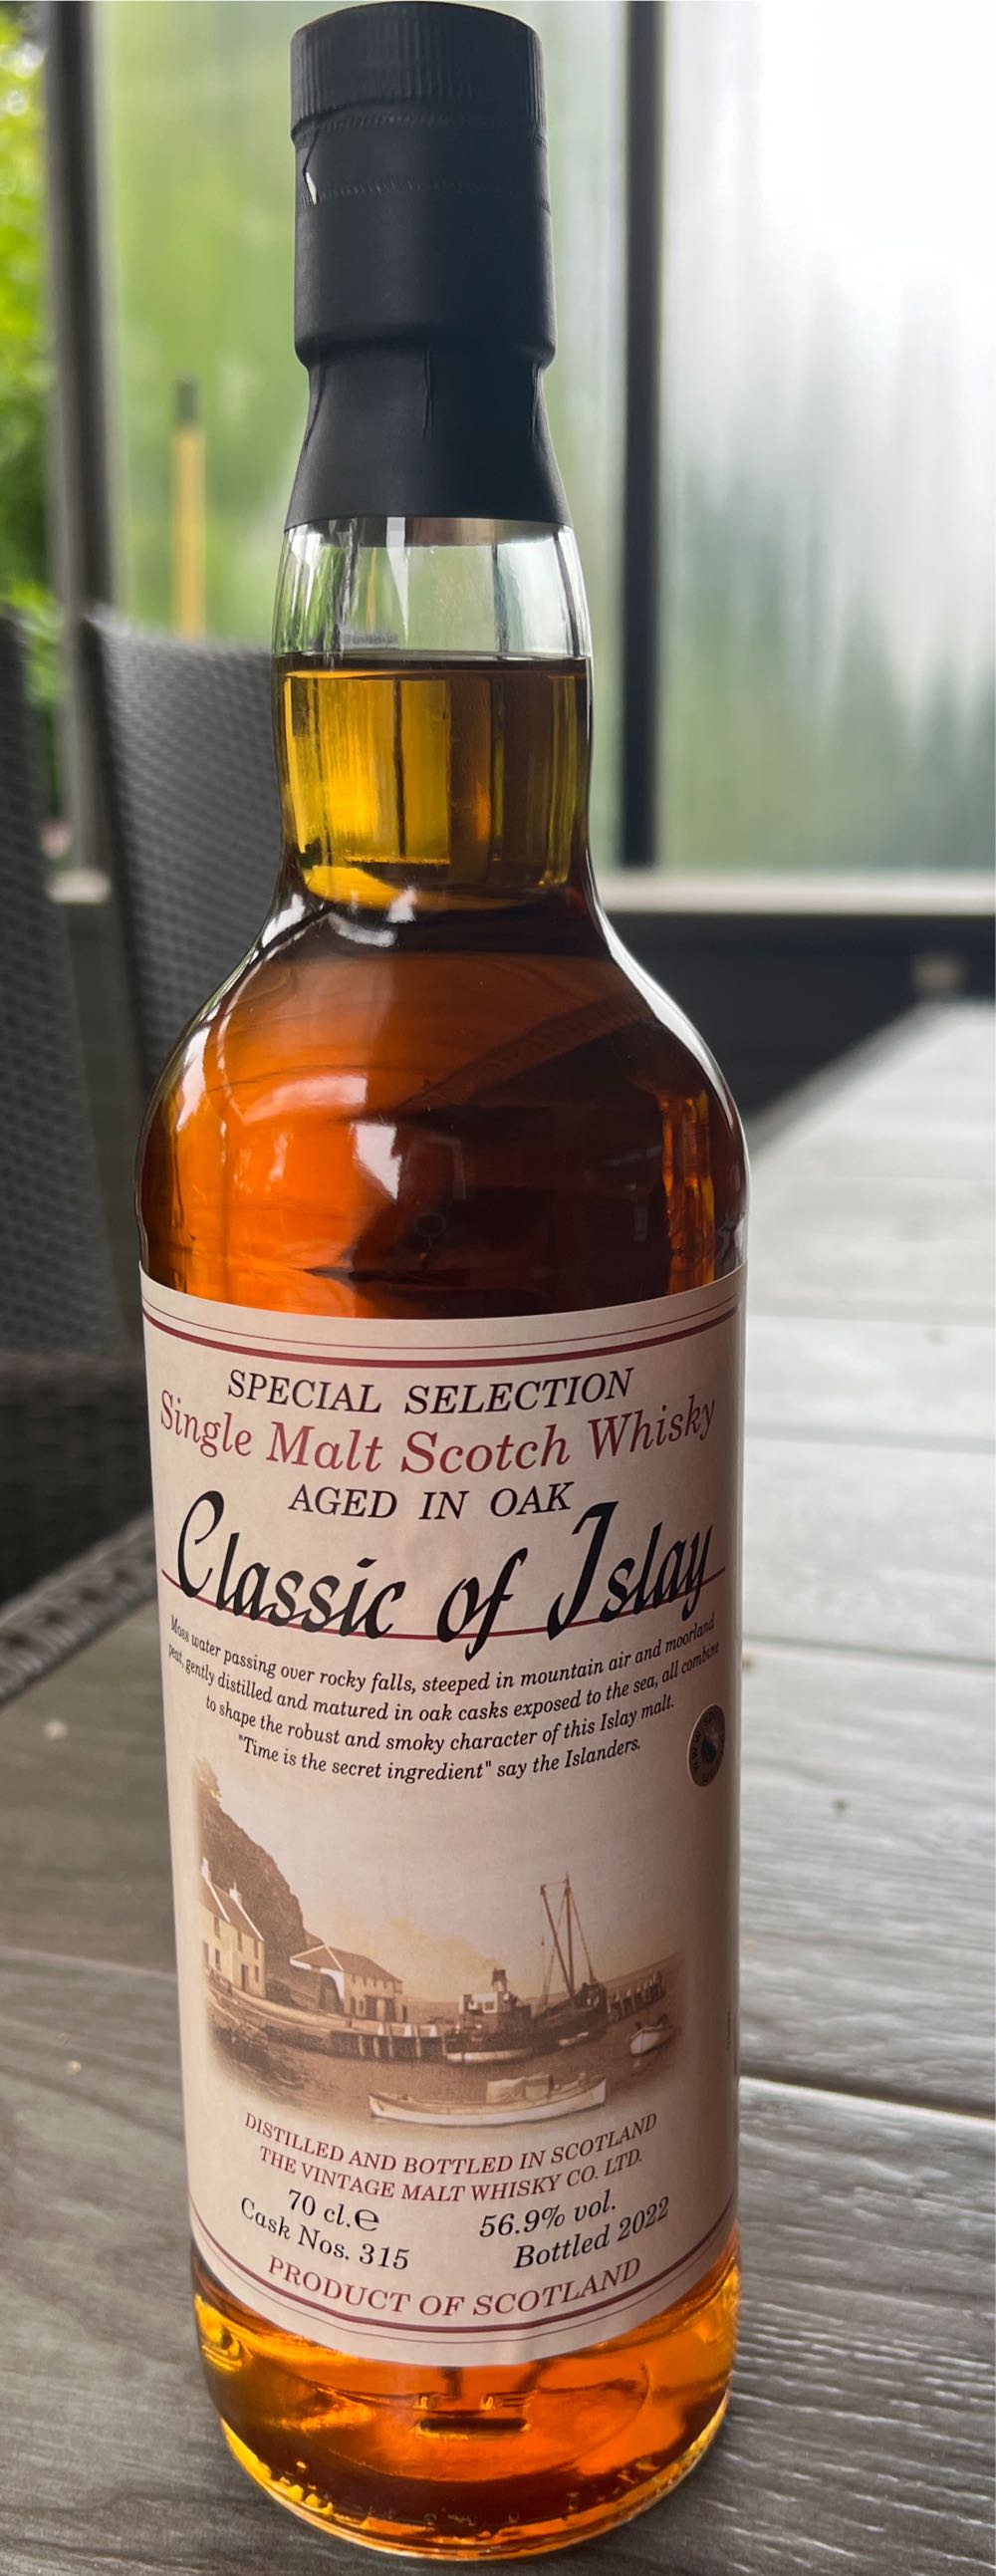 SPECIAL SELECTION
Single Malt Scotch Whisky
AGED IN OAK
Classic of Islay
Moss water passing over rocky falls, steeped in mountain air and moorland
peat, gently distilled and matured in oak casks exposed to the sea, all combine
to shape the robust and smoky character of this Islay malt.
"Time is the secret ingredient" say the Islanders.
DISTILLED AND BOTTLED IN SCOTLAND
THE VINTAGE MALT WHISKY CO. LTD.
70 cl.℮ 56.9% vol.
Cask Nos. 315 Bottled 2022
PRODUCT OF SCOTLAND